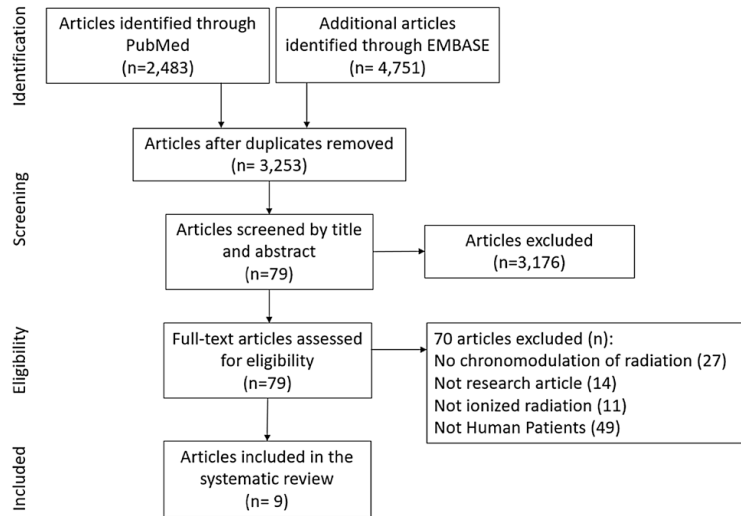 Identification
Articles identified through
PubMed
(n=2,483)
Additional articles
identified through EMBASE
(n= 4,751)
Articles after duplicates removed
(n= 3,253)
Screening
Articles screened by title
and abstract
(n=79)
Articles excluded
(n=3,176)
Eligibility
Full-text articles assessed
for eligibility
(n=79)
70 articles excluded (n):
No chronomodulation of radiation (27)
Not research article (14)
Not ionized radiation (11)
Not Human Patients (49)
Included
Articles included in the
systematic review
(n= 9)